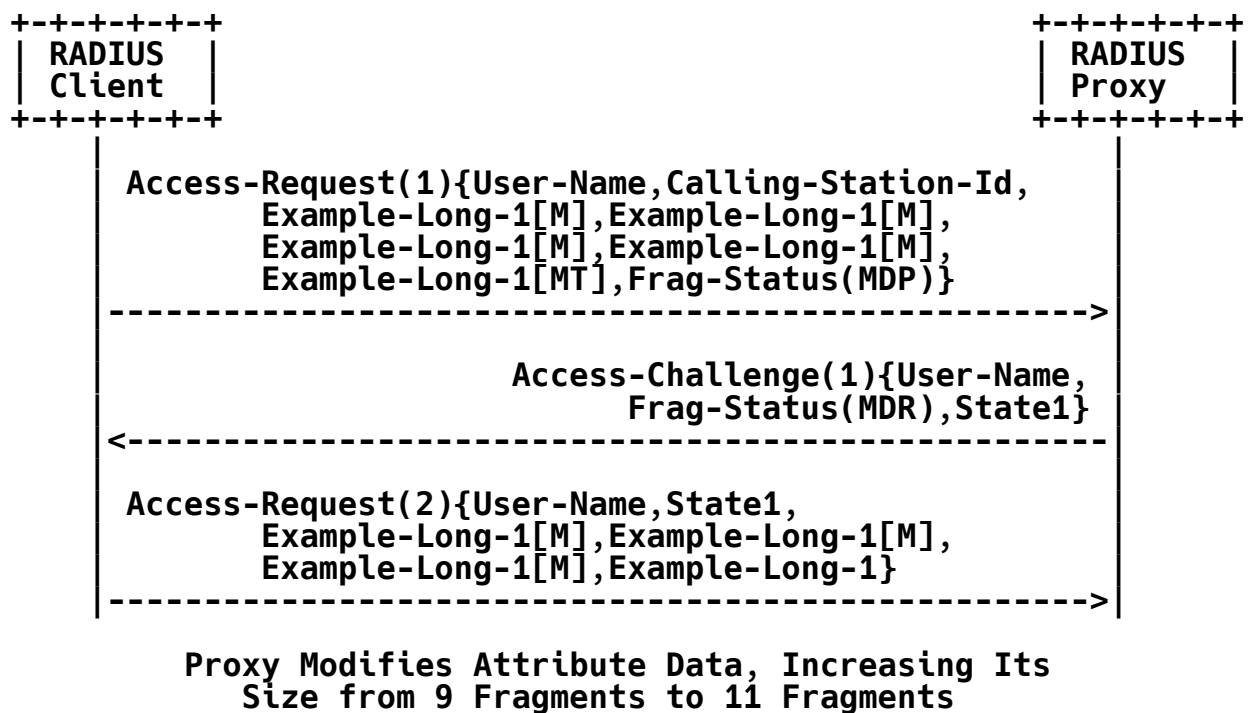 +-+-+-+-+-+ +-+-+-+-+-+
| RADIUS | | RADIUS |
| Client | | Proxy |
+-+-+-+-+-+ +-+-+-+-+-+
Access-Request(1){User-Name,Calling-Station-Id,
Example-Long-1[M],Example-Long-1[M],
Example-Long-1[M],Example-Long-1[M],
Example-Long-1[MT],Frag-Status(MDP)}
--------------------------------------------------->
Access-Challenge(1){User-Name,
Frag-Status(MDR),State1}
<---------------------------------------------------
Access-Request(2){User-Name,State1,
Example-Long-1[M],Example-Long-1[M],
Example-Long-1[M],Example-Long-1}
--------------------------------------------------->
Proxy Modifies Attribute Data, Increasing Its
Size from 9 Fragments to 11 Fragments